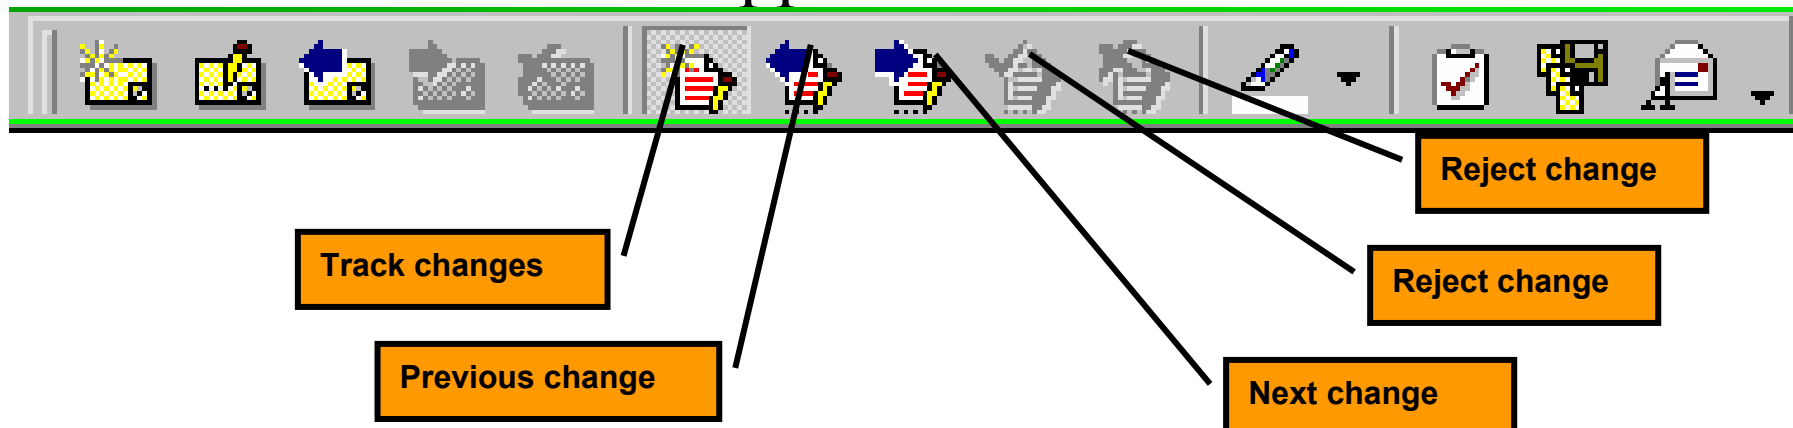 Reject change
Track changes
Reject change
Previous change
Next change